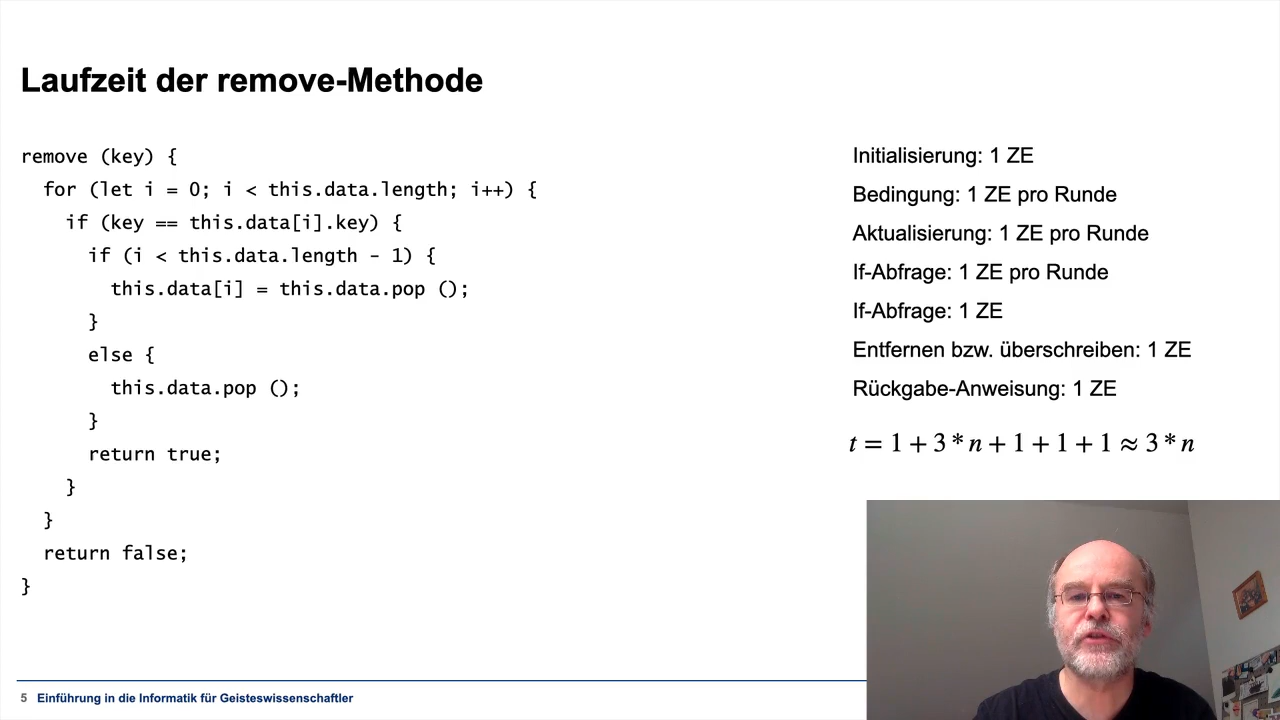 Laufzeit der remove-Methode
remove (key) {
for (let i = 0; i < this.data.length; i++) {
if (key == this.data[i].key) {
if (i < this.data.length - 1) {
this.data[i] = this.data.pop ();
}
else {
this.data.pop ();
}
return true;
}
}
return false;
}
Initialisierung: 1 ZE
Bedingung: 1 ZE pro Runde
Aktualisierung: 1 ZE pro Runde
If-Abfrage: 1 ZE pro Runde
If-Abfrage: 1 ZE
Entfernen bzw. überschreiben: 1 ZE
Rückgabe-Anweisung: 1 ZE
t = 1 + 3 * n + 1 + 1 + 1 ≈ 3 * n
5 Einführung in die Informatik für Geisteswissenschaftler